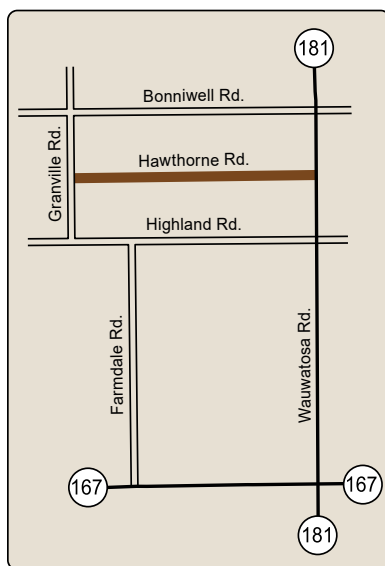 181
Bonniwell Rd.
Granville Rd.
Hawthorne Rd.
Highland Rd.
Farmdale Rd.
Wauwatosa Rd.
167
167
181